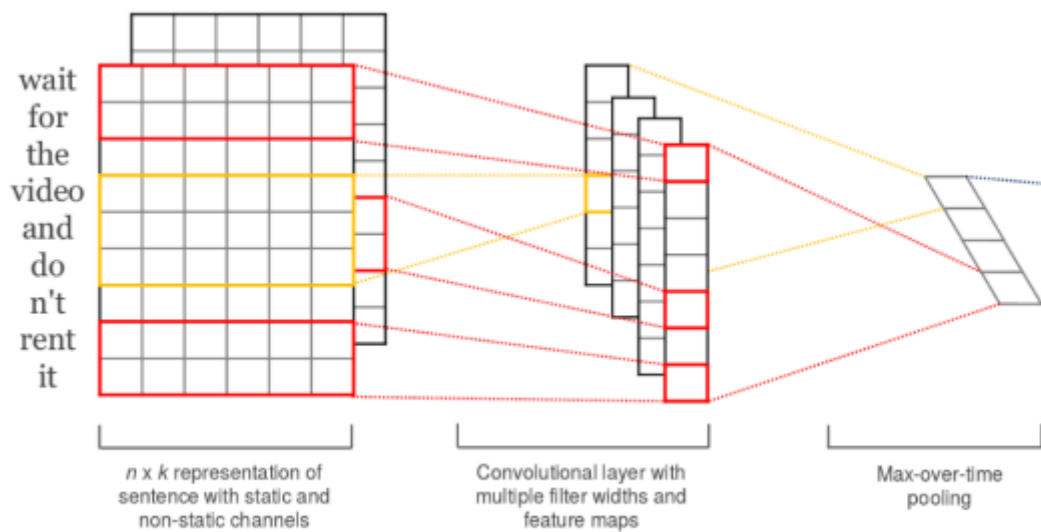 wait
for
the
video
and
do
n't
rent
it
n x k representation of
sentence with static and
non-static channels
Convolutional layer with
multiple filter widths and
feature maps
Max-over-time
pooling